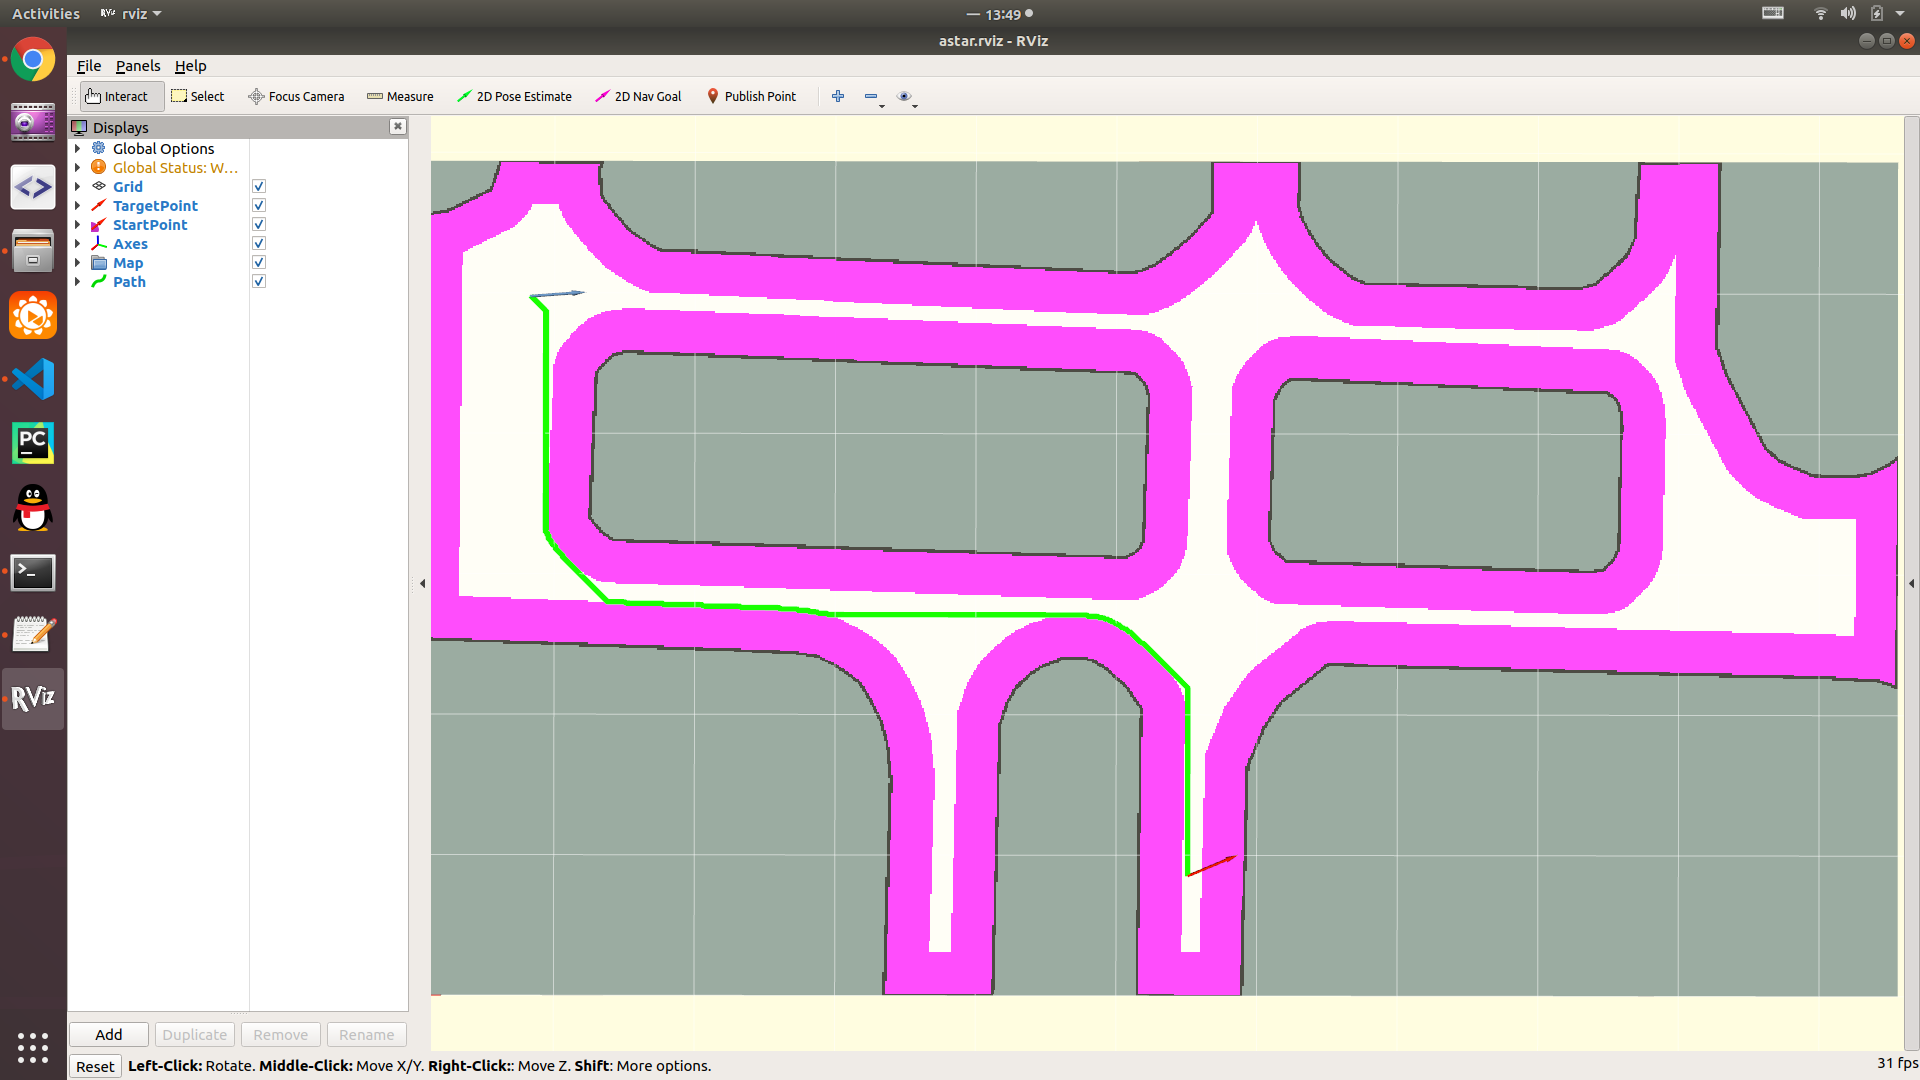 Activities rviz 13:49
astar.rviz - RViz
File Panels Help
Interact Select Focus Camera Measure 2D Pose Estimate 2D Nav Goal Publish Point
Displays
Global Options
Global Status: W...
Grid
TargetPoint
StartPoint
Axes
Map
Path
PC
RViz
Add Duplicate Remove Rename
Reset Left-Click: Rotate. Middle-Click: Move X/Y. Right-Click:: Move Z. Shift: More options. 31 fps